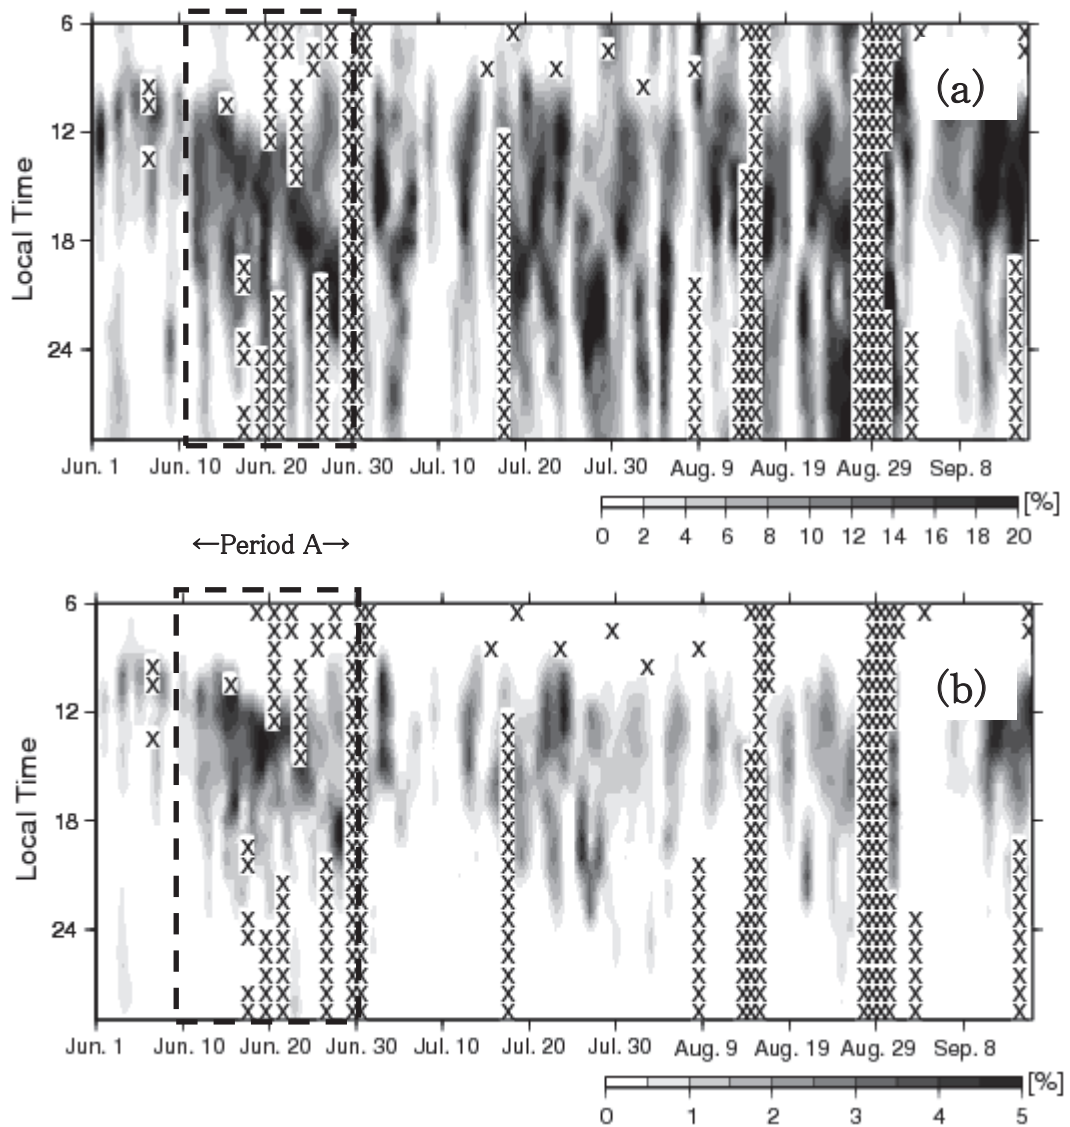 6
(a)
12
Local Time
18
24
Jun. 1 Jun. 10 Jun. 20 Jun. 30 Jul. 10 Jul. 20 Jul. 30 Aug. 9 Aug. 19 Aug. 29 Sep. 8
[%]
0 2 4 6 8 10 12 14 16 18 20
←Period A→
6
(b)
12
Local Time
18
24
Jun. 1 Jun. 10 Jun. 20 Jun. 30 Jul. 10 Jul. 20 Jul. 30 Aug. 9 Aug. 19 Aug. 29 Sep. 8
[%]
0 1 2 3 4 5